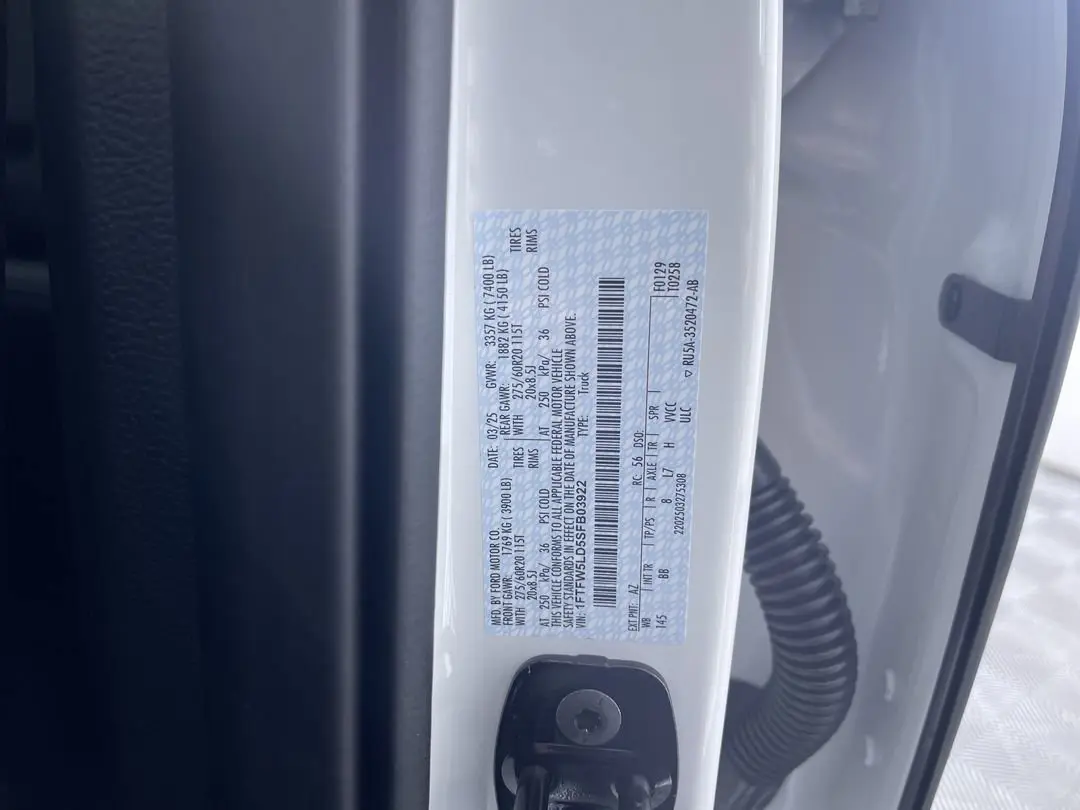 MFD. BY FORD MOTOR CO. DATE: 03/25 GVWR: 3357 KG ( 7400 LB)
FRONT GAWR: 1769 KG ( 3900 LB) REAR GAWR: 1882 KG ( 4150 LB)
WITH 275/60R20 115T TIRES WITH 275/60R20 115T TIRES
20x8.5J RIMS 20x8.5J RIMS
AT 250 kPa/ 36 PSI COLD AT 250 kPa/ 36 PSI COLD
THIS VEHICLE CONFORMS TO ALL APPLICABLE FEDERAL MOTOR VEHICLE
SAFETY STANDARDS IN EFFECT ON THE DATE OF MANUFACTURE SHOWN ABOVE.
VIN: 1FTFW5LD5SFB03922 TYPE: Truck
EXT PNT: AZ RC: 56 DSO: F0129
WB INT TR TP/PS R AXLE TR SPR T0258
145 BB 8 L7 H VVCC
ULC ▽ RU5A-3520472-AB
2202503275308